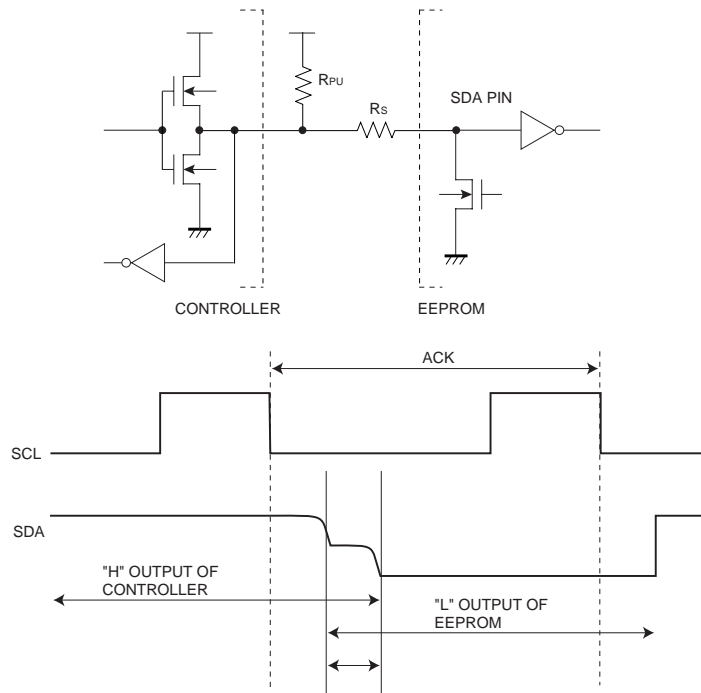 RPU
RS
SDA PIN
CONTROLLER
EEPROM
ACK
SCL
SDA
"H" OUTPUT OF
CONTROLLER
"L" OUTPUT OF
EEPROM